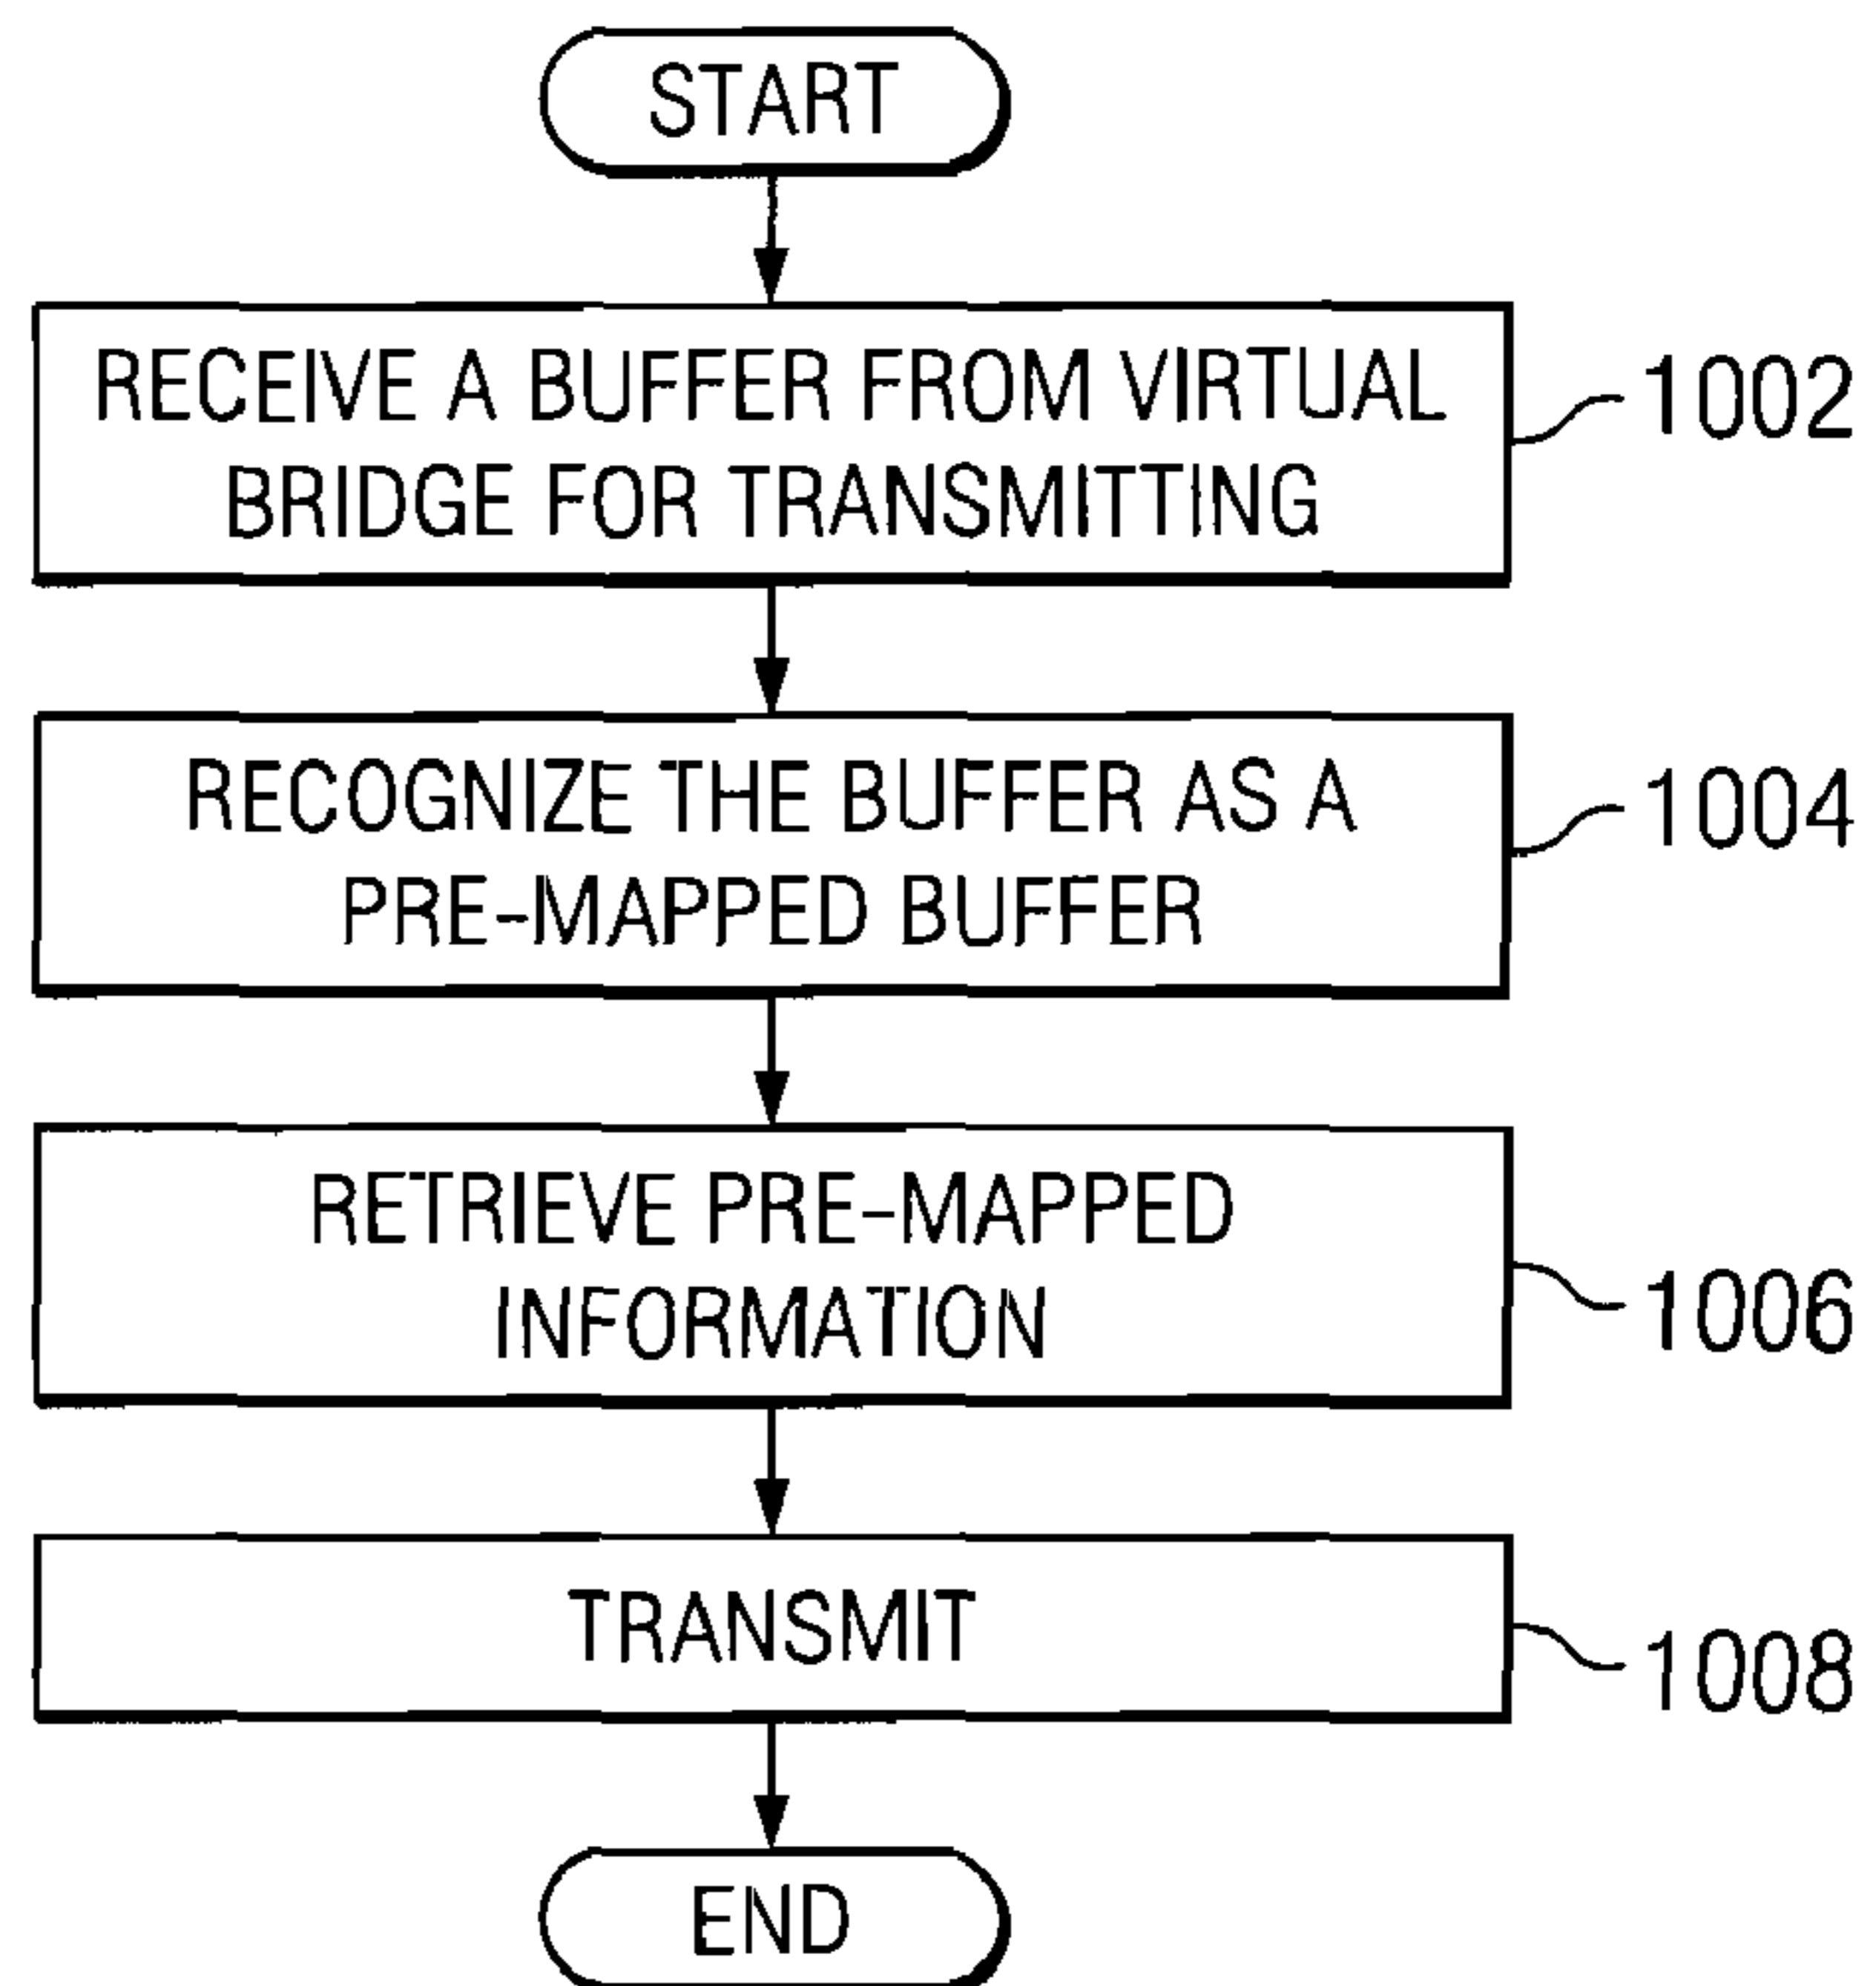 START
RECEIVE A BUFFER FROM VIRTUAL
BRIDGE FOR TRANSMITTING
1002
RECOGNIZE THE BUFFER AS A
PRE-MAPPED BUFFER
1004
RETRIEVE PRE-MAPPED
INFORMATION
1006
TRANSMIT
1008
END